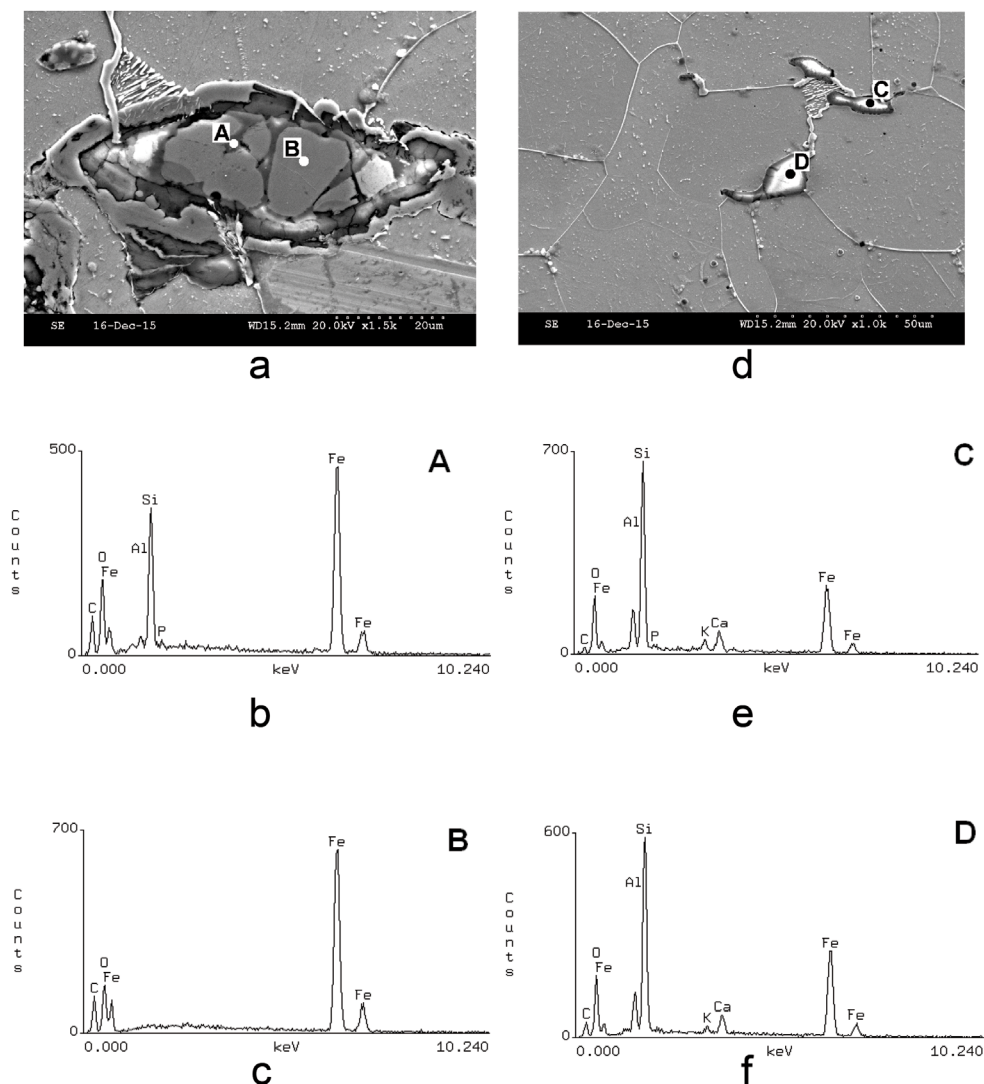 A
B
SE 16-Dec-15 WD15.2mm 20.0kV x1.5k 20um
a
C
D
SE 16-Dec-15 WD15.2mm 20.0kV x1.0k 50um
d
500
A
Fe
Si
Al
O
Fe
C
P
Fe
Counts
0
0.000 keV 10.240
b
700
C
Si
Al
O
Fe
Fe
C
P
K
Ca
Fe
Counts
0
0.000 keV 10.240
e
700
B
Fe
O
Fe
C
Fe
Counts
0
0.000 keV 10.240
c
600
D
Si
Al
O
Fe
Fe
C
K
Ca
Fe
Counts
0
0.000 keV 10.240
f